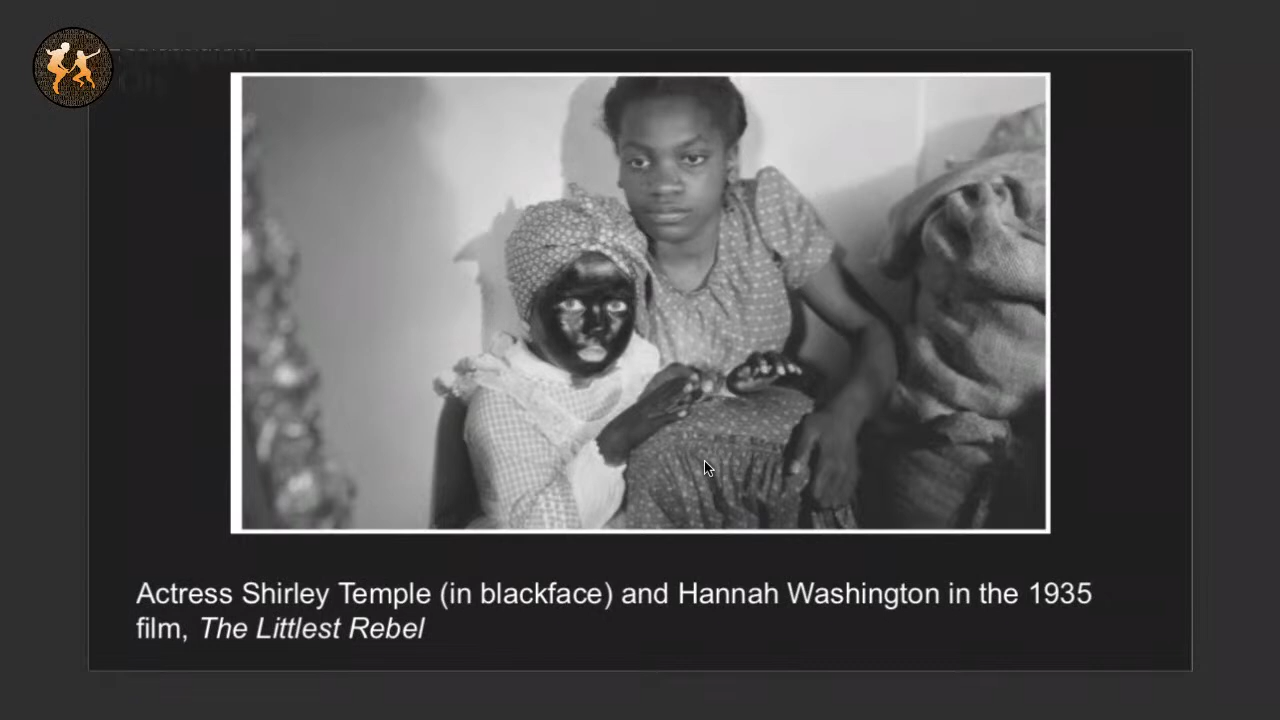 Actress Shirley Temple (in blackface) and Hannah Washington in the 1935
film, The Littlest Rebel